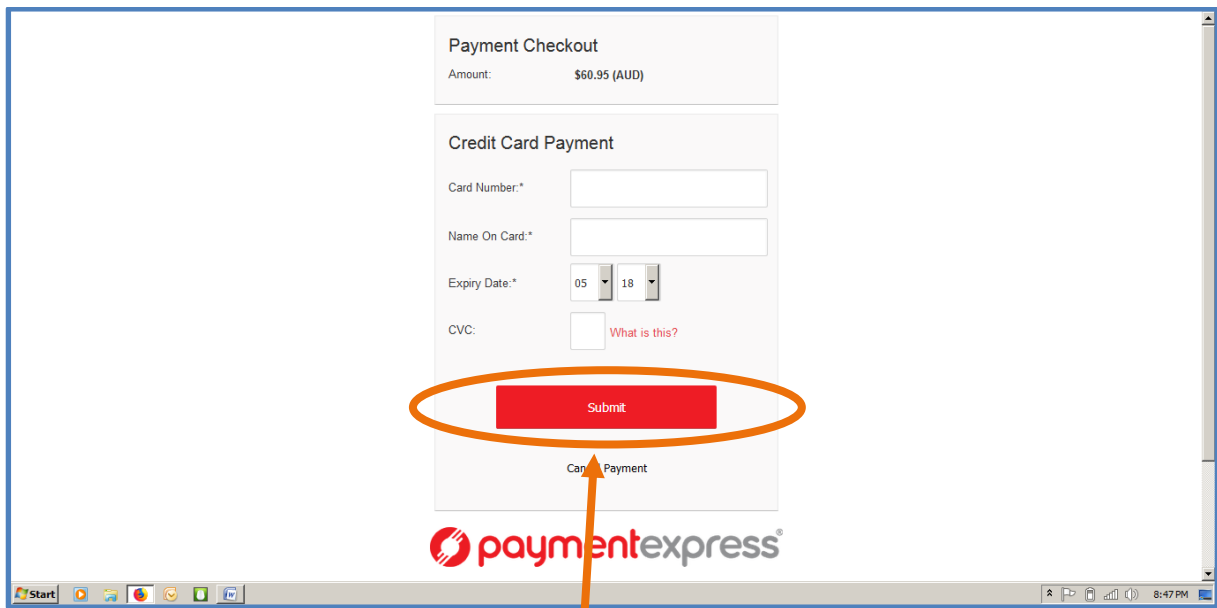 Payment Checkout
Amount: $60.95 (AUD)
Credit Card Payment
Card Number:*
Name On Card:*
Expiry Date:* 05 18
CVC: What is this?
Submit
Cancel Payment
paymentexpress®
Start 8:47 PM